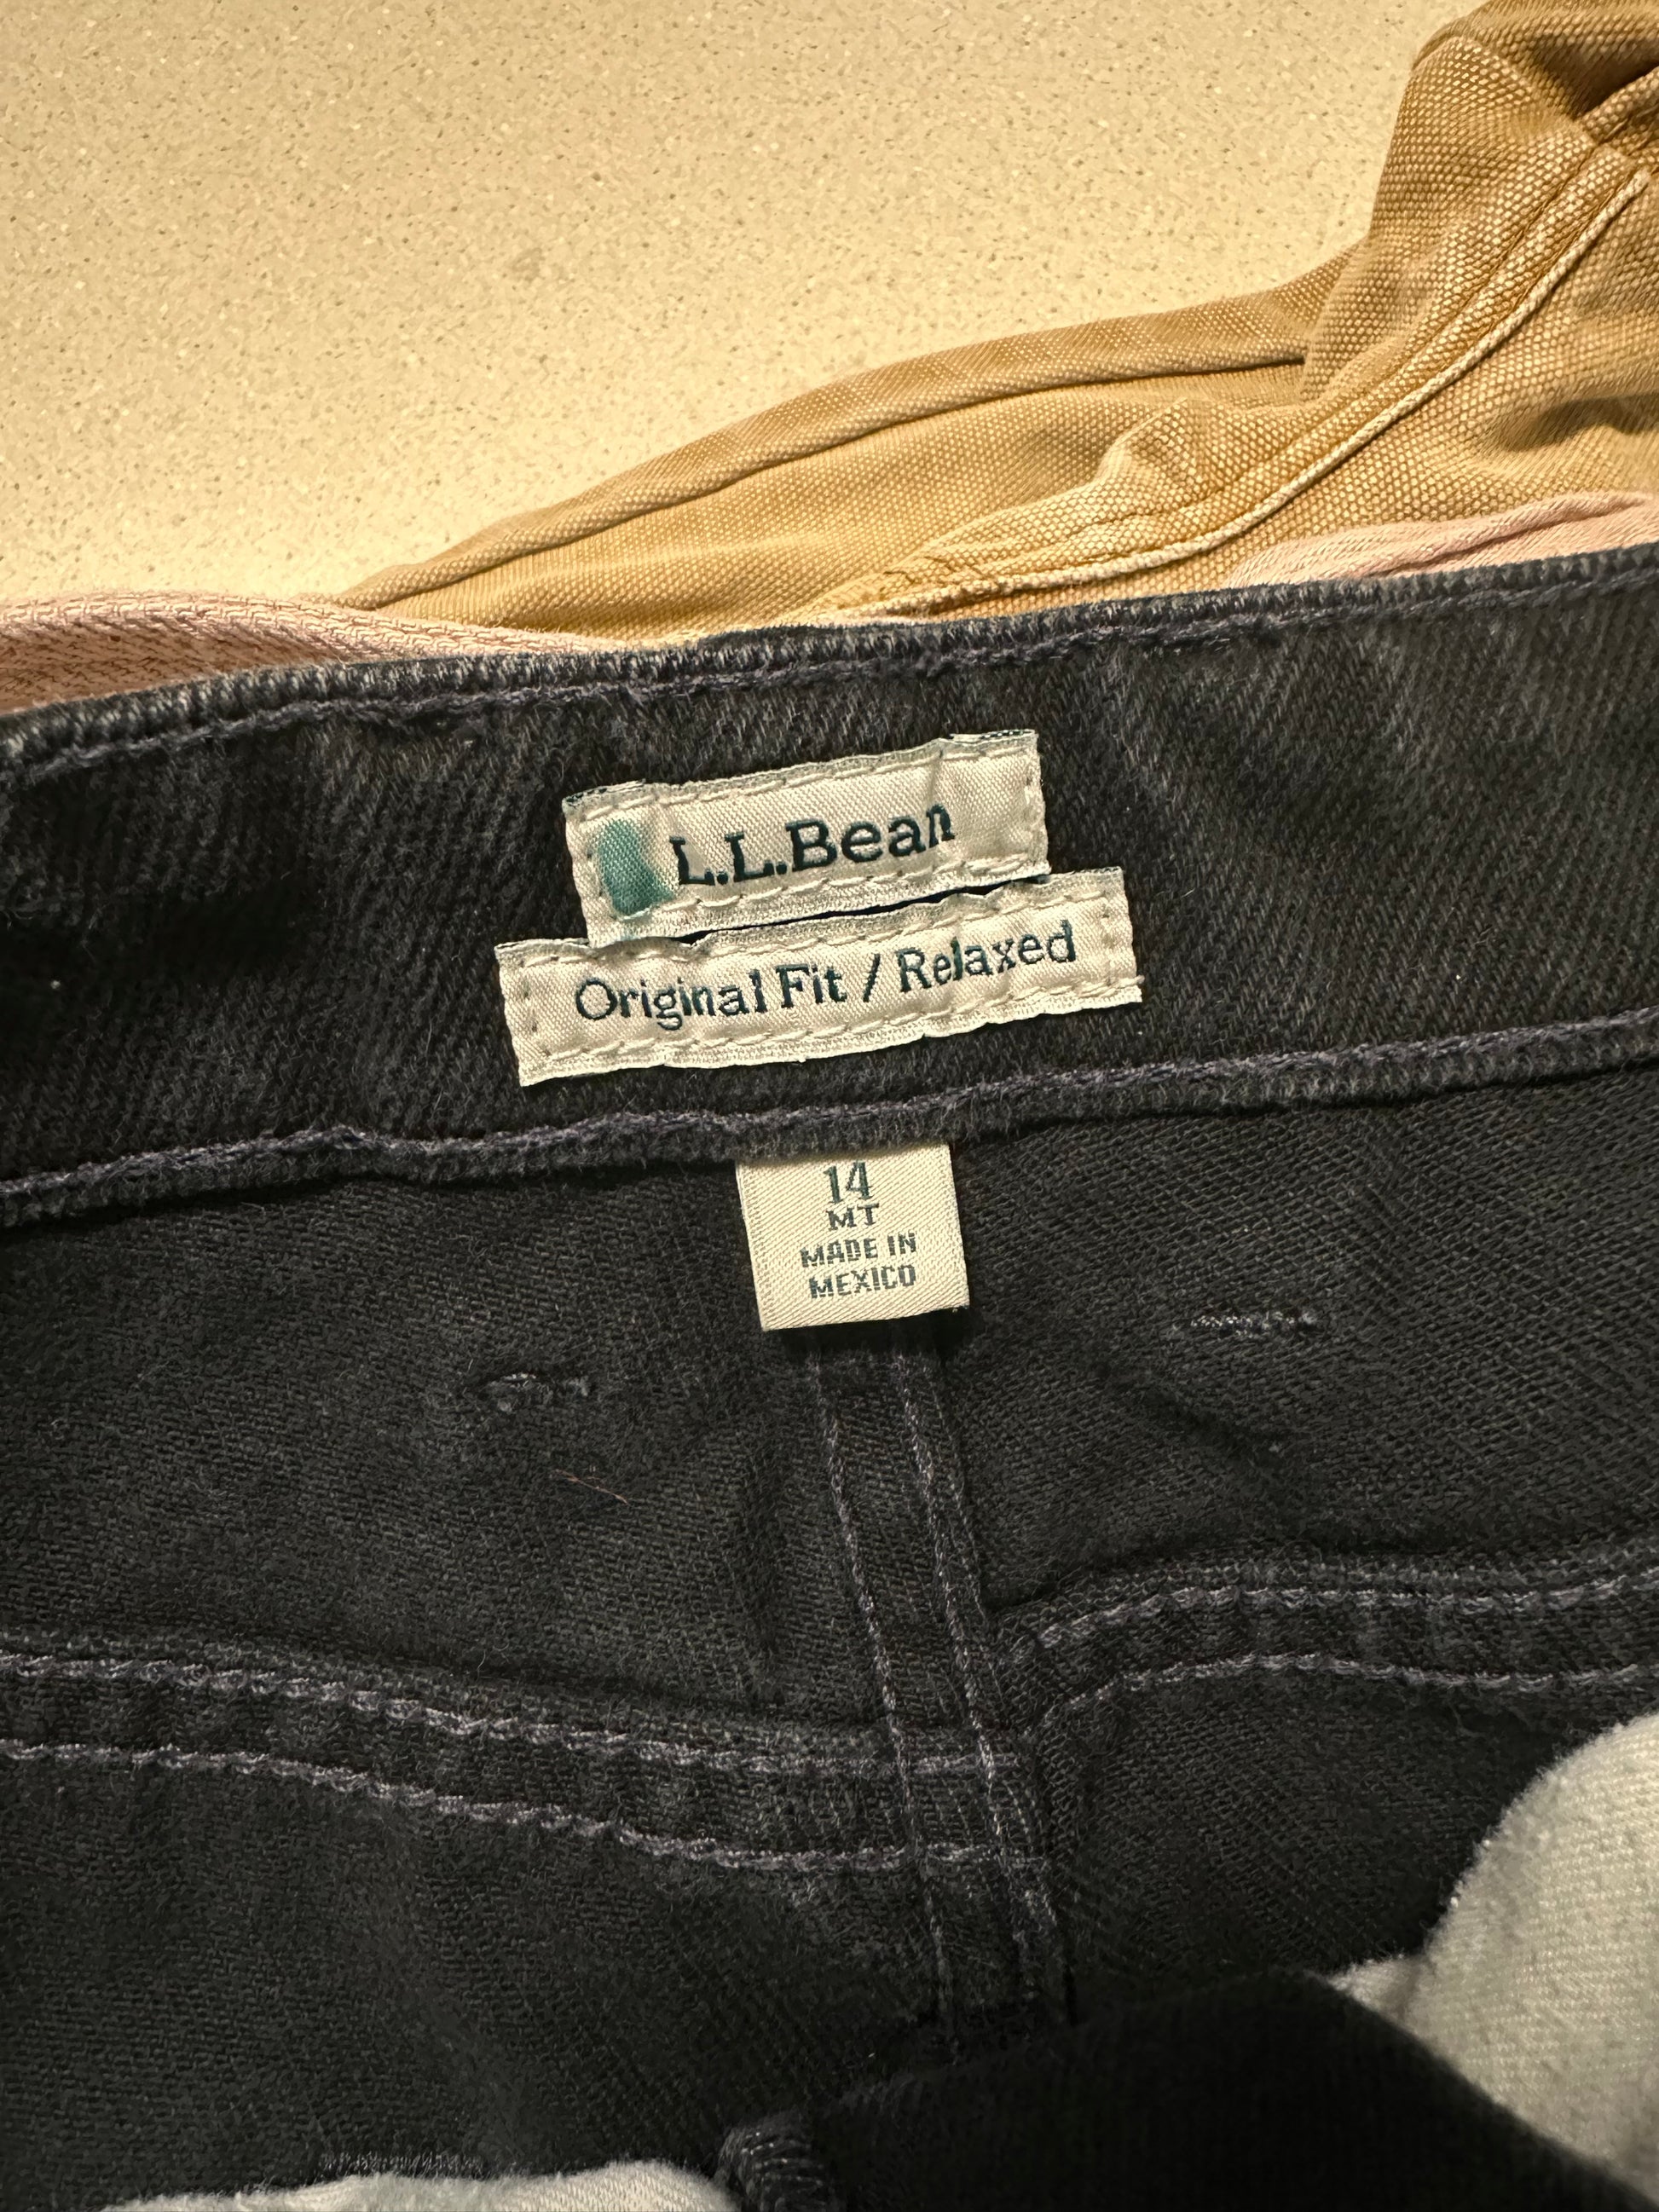 L.L.Bean
Original Fit / Relaxed
14
MT
MADE IN
MEXICO